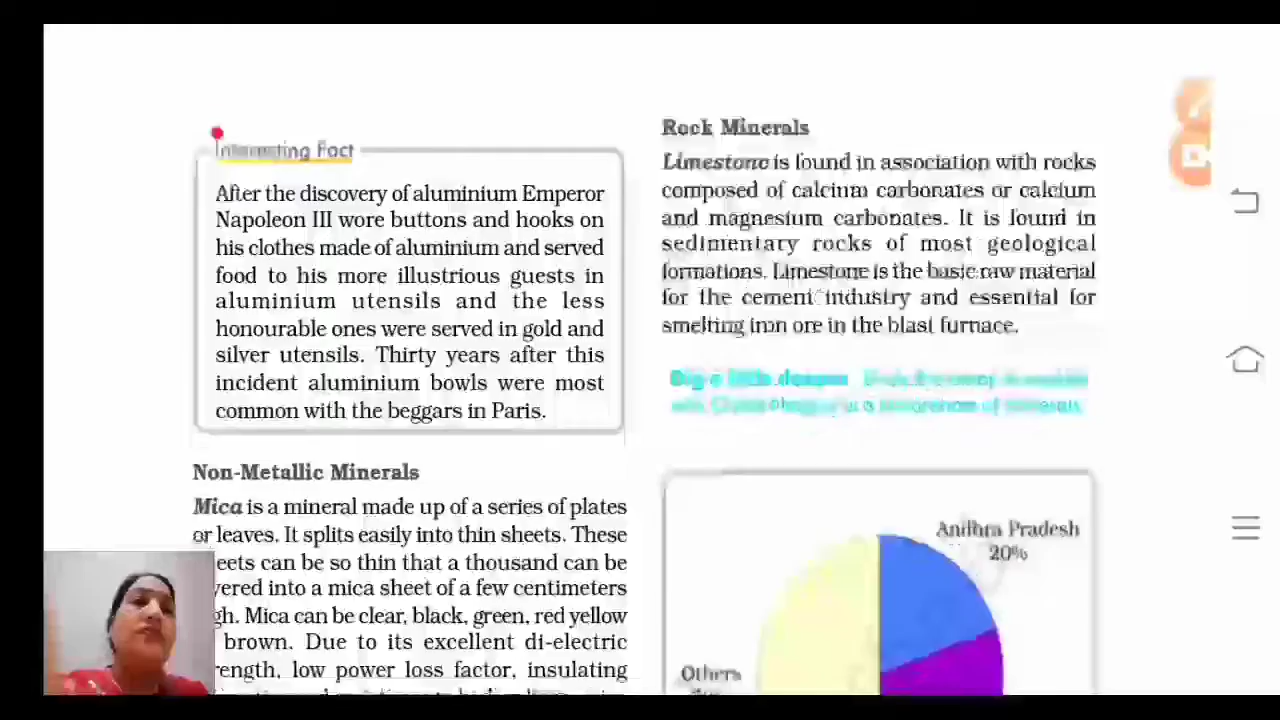 Interesting Fact
After the discovery of aluminium Emperor
Napoleon III wore buttons and hooks on
his clothes made of aluminium and served
food to his more illustrious guests in
aluminium utensils and the less
honourable ones were served in gold and
silver utensils. Thirty years after this
incident aluminium bowls were most
common with the beggars in Paris.
Non-Metallic Minerals
Mica is a mineral made up of a series of plates
or leaves. It splits easily into thin sheets. These
eets can be so thin that a thousand can be
yered into a mica sheet of a few centimeters
gh. Mica can be clear, black, green, red yellow
brown. Due to its excellent di-electric
rength, low power loss factor, insulating
Rock Minerals
Limestone is found in association with rocks
composed of calcium carbonates or calcium
and magnesium carbonates. It is found in
sedimentary rocks of most geological
formations. Limestone is the basic raw material
for the cement industry and essential for
smelting iron ore in the blast furnace.
Dig a little deeper
Andhra Pradesh
20%
Others